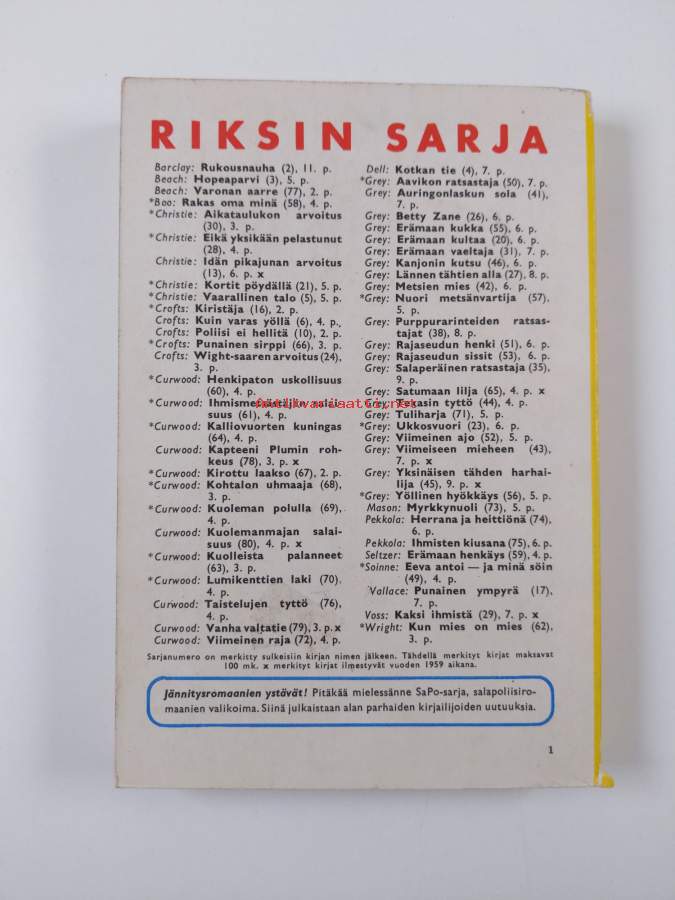 RIKSIN SARJA
Barclay: Rukousnauha (2), 11. p.
Beach: Hopeaparvi (3), 5. p.
Beach: Varonan aarre (77), 2. p.
*Boo: Rakas oma minä (58), 4. p.
*Christie: Aikataulukon arvoitus
(30), 3. p.
*Christie: Eikä yksikään pelastunut
(28), 4. p.
Christie: Idän pikajunan arvoitus
(13), 6. p. x
*Christie: Kortit pöydällä (21), 5. p.
*Christie: Vaarallinen talo (5), 5. p.
*Crofts: Kiristäja (16), 2. p.
Crofts: Kuin varas yöllä (6), 4. p.,
Crofts: Poliisi ei hellitä (10), 2. p.
*Crofts: Punainen sirppi (66), 3. p.
Crofts: Wight-saaren arvoitus (24),
3. p.
*Curwood: Henkipaton uskollisuus
(60), 4. p.
*Curwood: Ihmismetsästäjän salai-
suus (61), 4. p.
*Curwood: Kalliovuorten kuningas
(64), 4. p.
Curwood: Kapteeni Plumin roh-
keus (78), 3. p. x
*Curwood: Kirottu laakso (67), 2. p.
*Curwood: Kohtalon uhmaaja (68),
3. p.
*Curwood: Kuoleman polulla (69),
4. p.
Curwood: Kuolemanmajan salai-
suus (80), 4. p. x
*Curwood: Kuolleista palanneet
(63), 3. p.
*Curwood: Lumikenttien laki (70).
4. p.
Curwood: Taistelujen tyttö (76),
4. p.
Curwood: Vanha valtatie (79), 3. p. x
Curwood: Viimeinen raja (72), 4. p.
Dell: Kotkan tie (4), 7. p.
*Grey: Aavikon ratsastaja (50), 7. p.
Grey: Auringonlaskun sola (41),
7. p.
Grey: Betty Zane (26), 6. p.
Grey: Erämaan kukka (55), 6. p.
Grey: Erämaan kultaa (20), 6. p.
Grey: Erämaan vaeltaja (31), 7. p.
Grey: Kanjonin kutsu (46), 6. p.
Grey: Lännen tähtien alla (27), 8. p.
Grey: Metsien mies (42), 6. p.
*Grey: Nuori metsänvartija (57),
5. p.
Grey: Purppurarinteiden ratsas-
tajat (38), 8. p.
Grey: Rajaseudun henki (51), 6. p.
Grey: Rajaseudun sissit (53), 6. p.
Grey: Salaperäinen ratsastaja (35),
9. p.
Grey: Satumaan lilja (65), 4. p. x
Grey: Texasin tyttö (44), 4. p.
Grey: Tuliharja (71), 5. p.
*Grey: Ukkosvuori (23), 6. p.
Grey: Viimeinen ajo (52), 5. p.
Grey: Viimeiseen mieheen (43),
7. p. x
Grey: Yksinäisen tähden harhai-
lija (45), 9. p. x
*Grey: Yöllinen hyökkäys (56), 5. p.
Mason: Myrkkynuoli (73), 5. p.
Pekkola: Herrana ja heittiönä (74),
6. p.
Pekkola: Ihmisten kiusana (75), 6. p.
Seltzer: Erämaan henkäys (59), 4. p.
*Soinne: Eeva antoi — ja minä söin
(49), 4. p.
Vallace: Punainen ympyrä (17),
7. p.
Voss: Kaksi ihmistä (29), 7. p. x
*Wright: Kun mies on mies (62),
3. p.
Sarjanumero on merkitty sulkeisiin kirjan nimen jälkeen. Tähdellä merkityt kirjat maksavat
100 mk. x merkityt kirjat ilmestyvät vuoden 1959 aikana.
Jännitysromaanien ystävät! Pitäkää mielessänne SaPo-sarja, salapoliisiro-
maanien valikoima. Siinä julkaistaan alan parhaiden kirjailijoiden uutuuksia.
1
Antikvariaatti.net